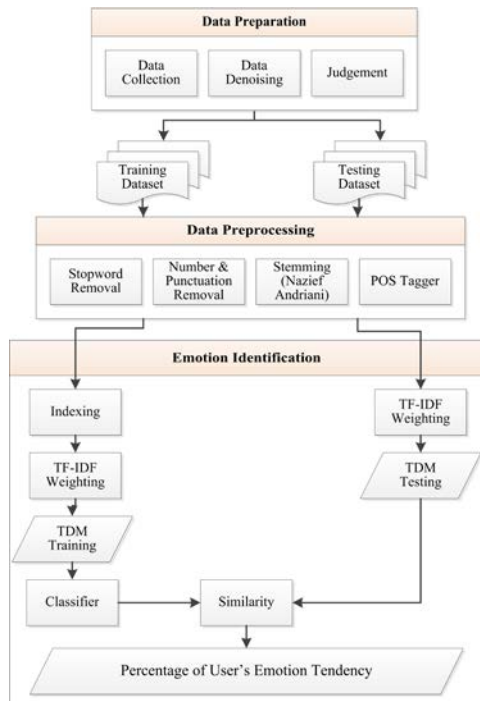 Data Preparation
Data
Collection
Data
Denoising
Judgement
Training
Dataset
Testing
Dataset
Data Preprocessing
Stopword
Removal
Number &
Punctuation
Removal
Stemming
(Nazief
Andriani)
POS Tagger
Emotion Identification
Indexing
TF-IDF
Weighting
TDM
Training
Classifier
Similarity
TF-IDF
Weighting
TDM
Testing
Percentage of User's Emotion Tendency